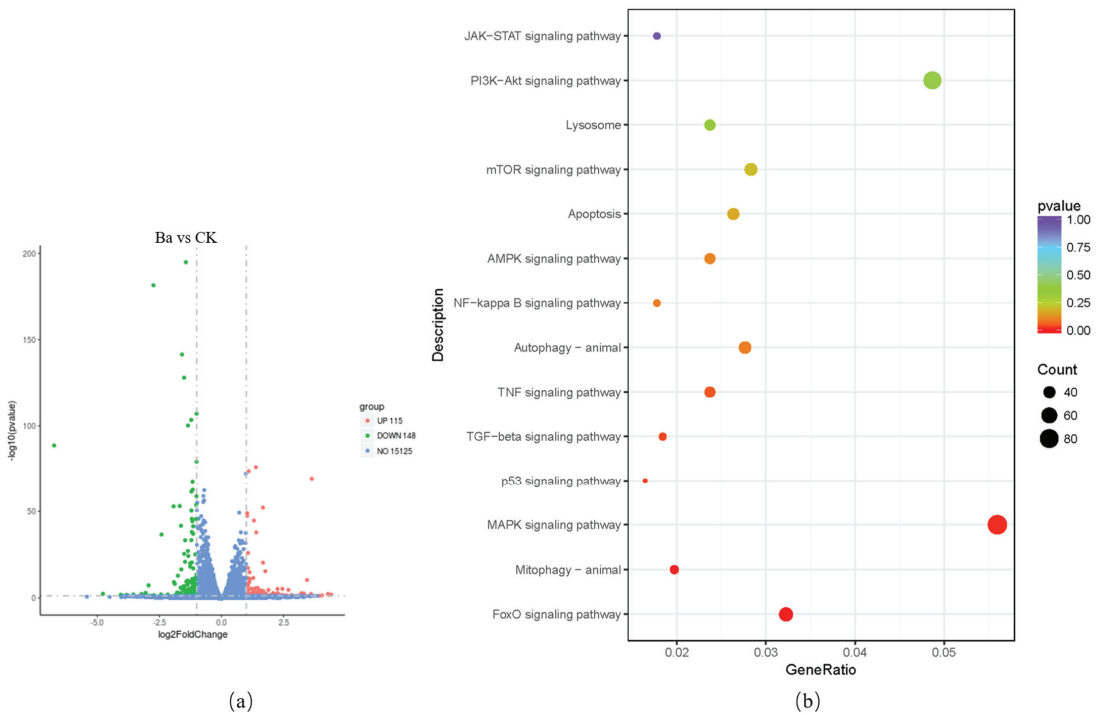 Ba vs CK
200
150
100
50
0
-log10(pvalue)
-5.0
-2.5
0.0
2.5
log2FoldChange
group
UP 115
DOWN 148
NO 15125
(a)
Description
JAK−STAT signaling pathway
PI3K−Akt signaling pathway
Lysosome
mTOR signaling pathway
Apoptosis
AMPK signaling pathway
NF−kappa B signaling pathway
Autophagy − animal
TNF signaling pathway
TGF−beta signaling pathway
p53 signaling pathway
MAPK signaling pathway
Mitophagy − animal
FoxO signaling pathway
0.02
0.03
0.04
0.05
GeneRatio
pvalue
1.00
0.75
0.50
0.25
0.00
Count
40
60
80
(b)